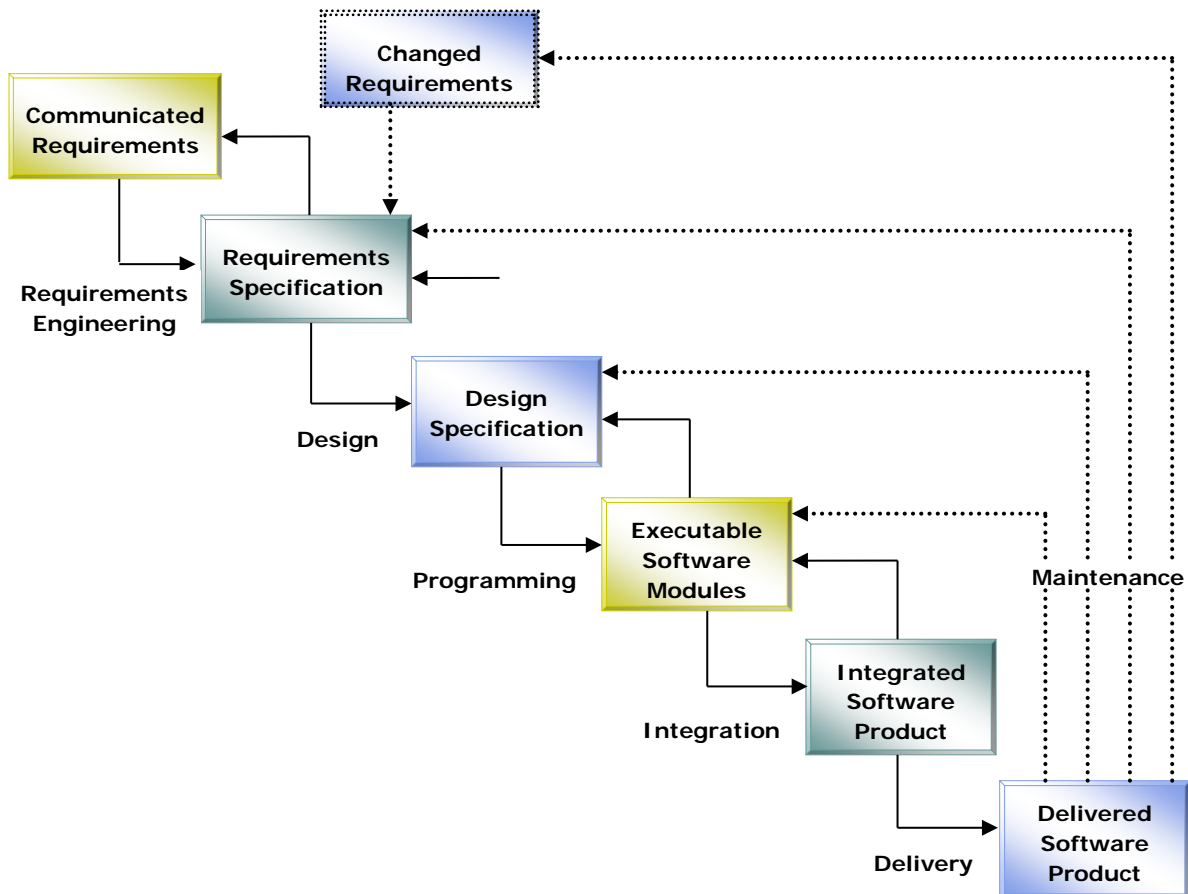 Changed
Requirements
Communicated
Requirements
Requirements
Specification
Requirements
Engineering
Design
Specification
Design
Executable
Software
Modules
Programming
Maintenance
Integrated
Software
Product
Integration
Delivered
Software
Product
Delivery